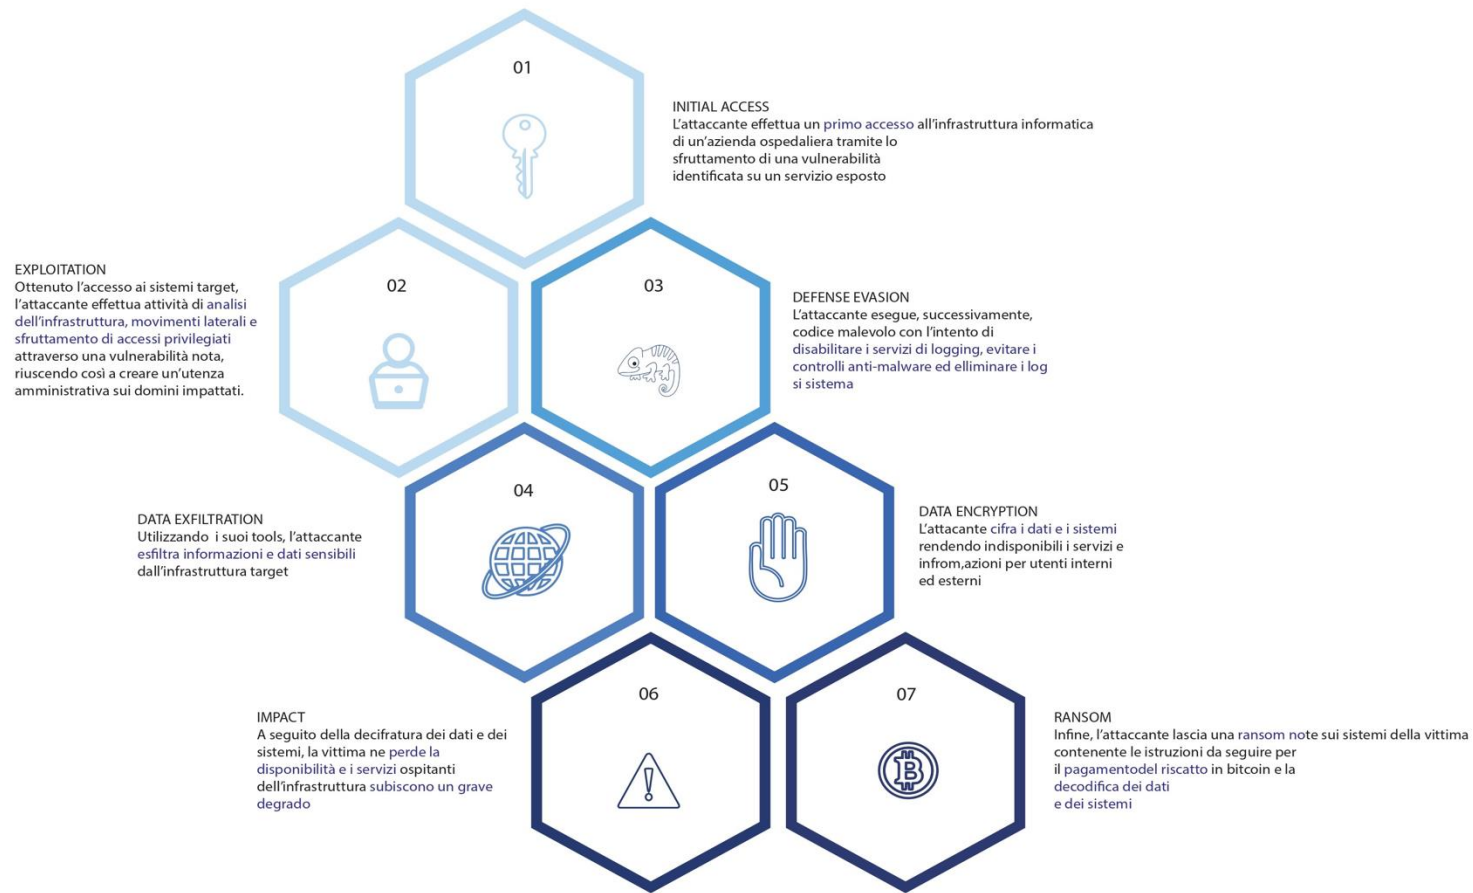 01
INITIAL ACCESS
L'attaccante effettua un primo accesso all'infrastruttura informatica
di un'azienda ospedaliera tramite lo
sfruttamento di una vulnerabilità
identificata su un servizio esposto
02
EXPLOITATION
Ottenuto l'accesso ai sistemi target,
l'attaccante effettua attività di analisi
dell'infrastruttura, movimenti laterali e
sfruttamento di accessi privilegiati
attraverso una vulnerabilità nota,
riuscendo così a creare un'utenza
amministrativa sui domini impattati.
03
DEFENSE EVASION
L'attaccante esegue, successivamente,
codice malevolo con l'intento di
disabilitare i servizi di logging, evitare i
controlli anti-malware ed elliminare i log
si sistema
04
DATA EXFILTRATION
Utilizzando i suoi tools, l'attaccante
esfiltra informazioni e dati sensibili
dall'infrastruttura target
05
DATA ENCRYPTION
L'attacante cifra i dati e i sistemi
rendendo indisponibili i servizi e
infrom,azioni per utenti interni
ed esterni
06
IMPACT
A seguito della decifratura dei dati e dei
sistemi, la vittima ne perde la
disponibilità e i servizi ospitanti
dell'infrastruttura subiscono un grave
degrado
07
RANSOM
Infine, l'attaccante lascia una ransom note sui sistemi della vittima
contenente le istruzioni da seguire per
il pagamentodel riscatto in bitcoin e la
decodifica dei dati
e dei sistemi